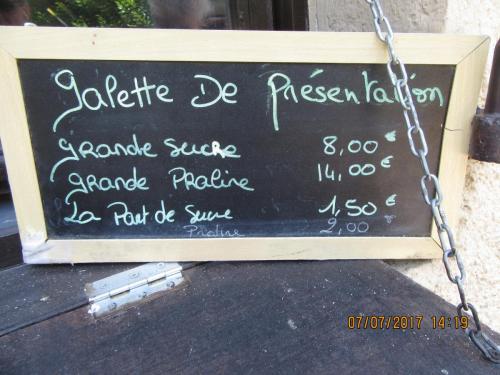 Galette De Présentation
Grande Sucre 8,00 €
Grande Praline 14,00 €
La Part de Sucre 1,50 €
Praline 2,00
07/07/2017 14:19